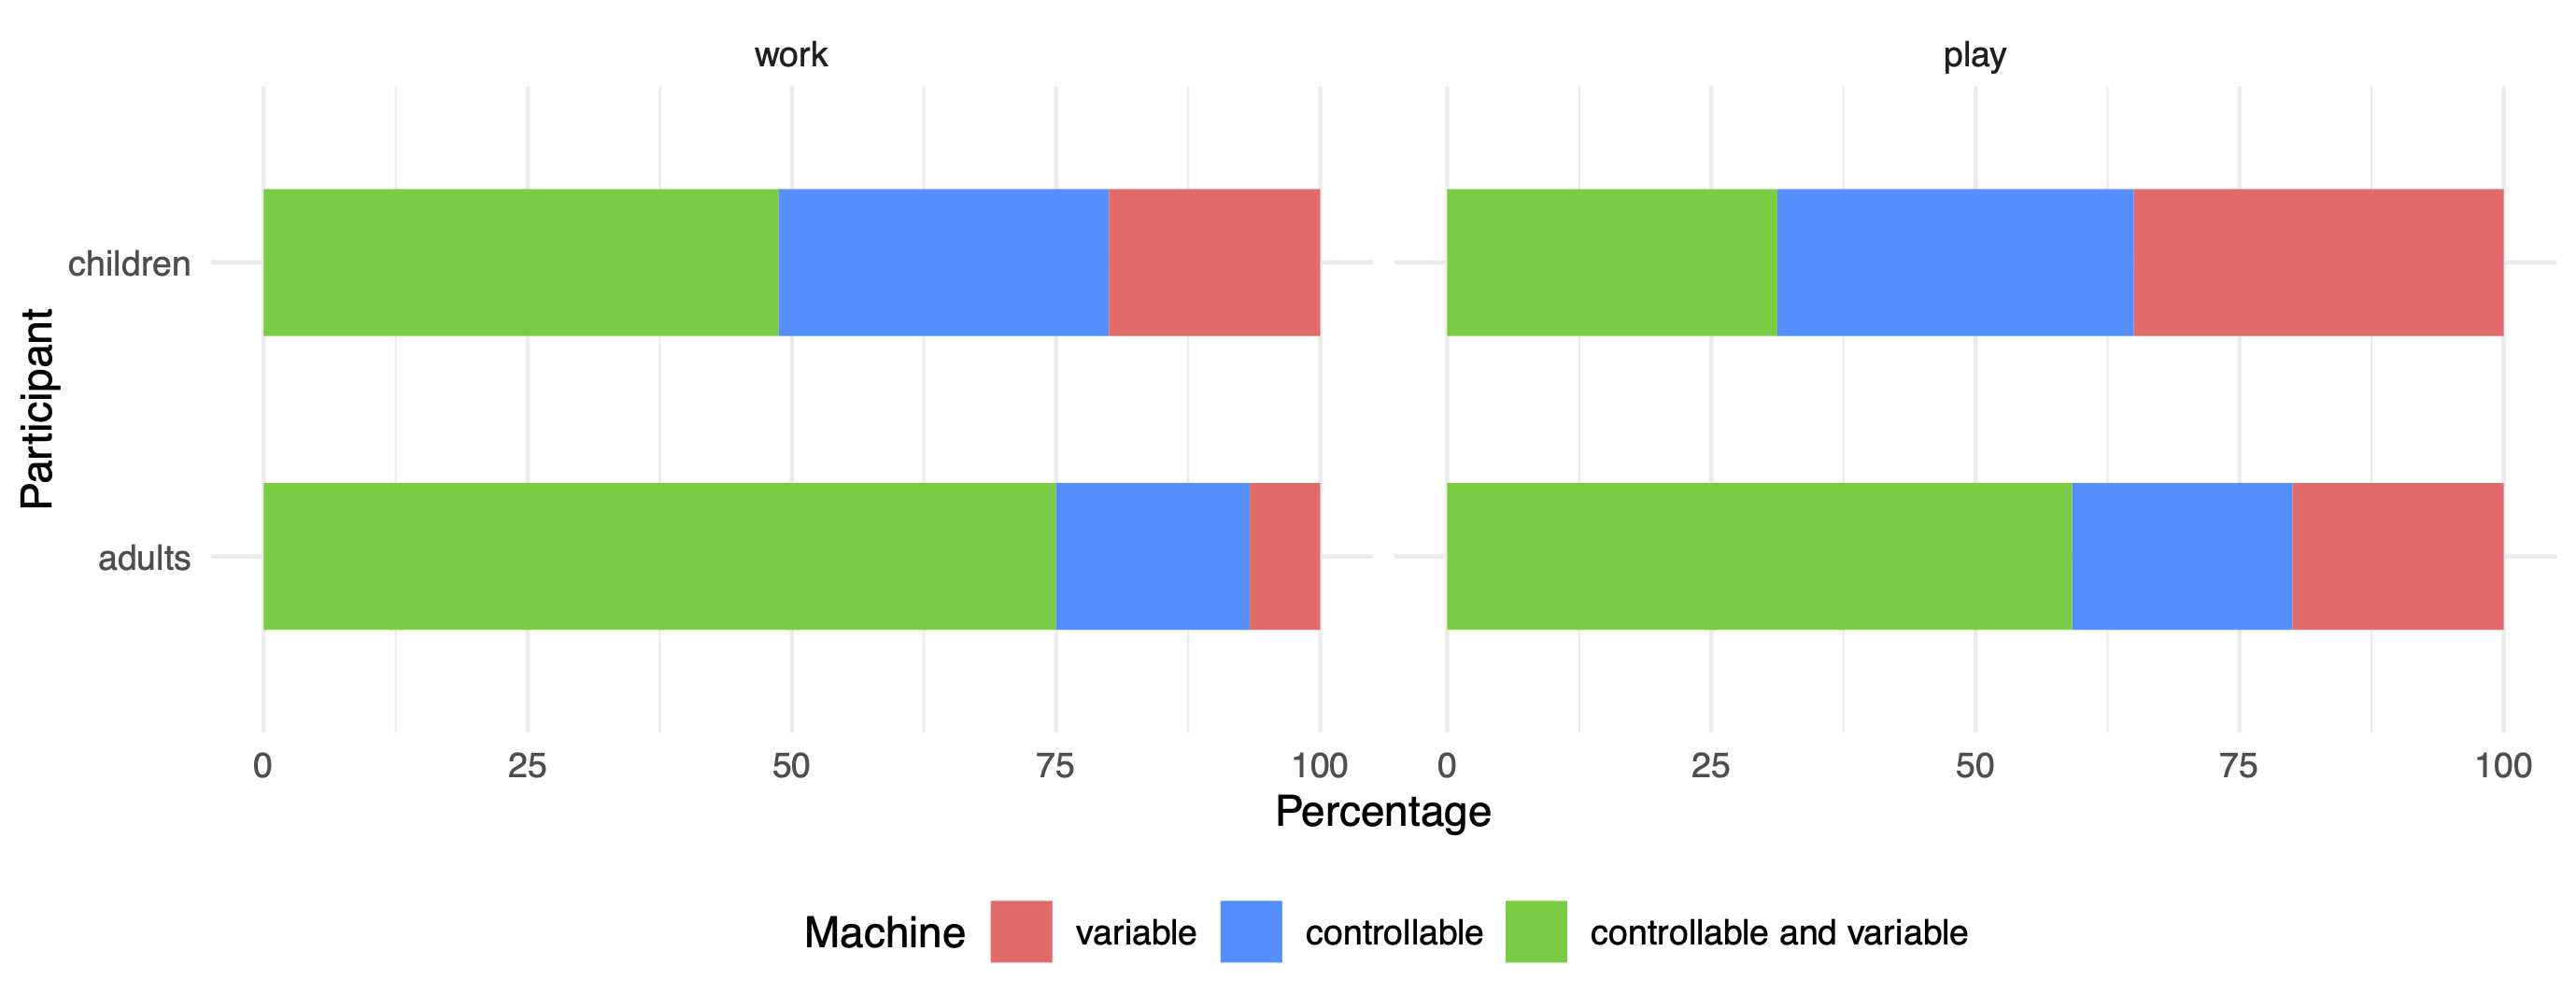 work play
children
Participant
adults
0 25 50 75 100 0 25 50 75 100
Percentage
Machine variable controllable controllable and variable